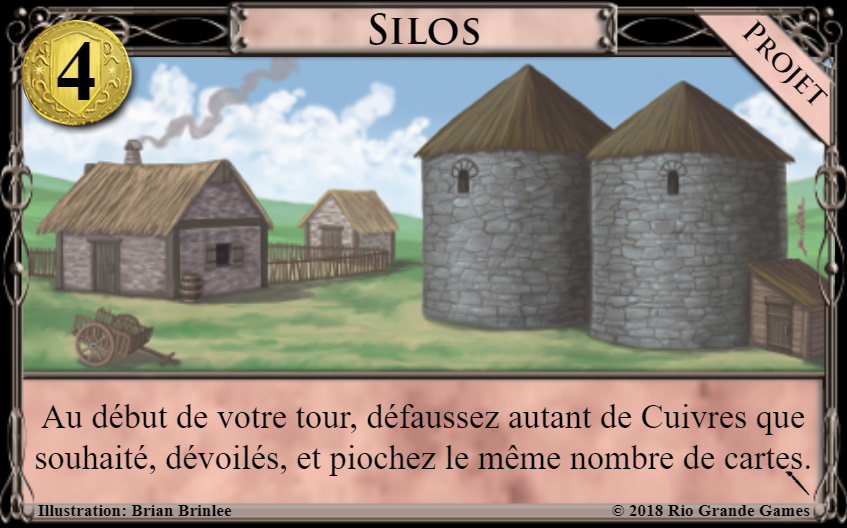 SILOS
4
PROJET
Au début de votre tour, défaussez autant de Cuivres que
souhaité, dévoilés, et piochez le même nombre de cartes.
Illustration: Brian Brinlee
© 2018 Rio Grande Games